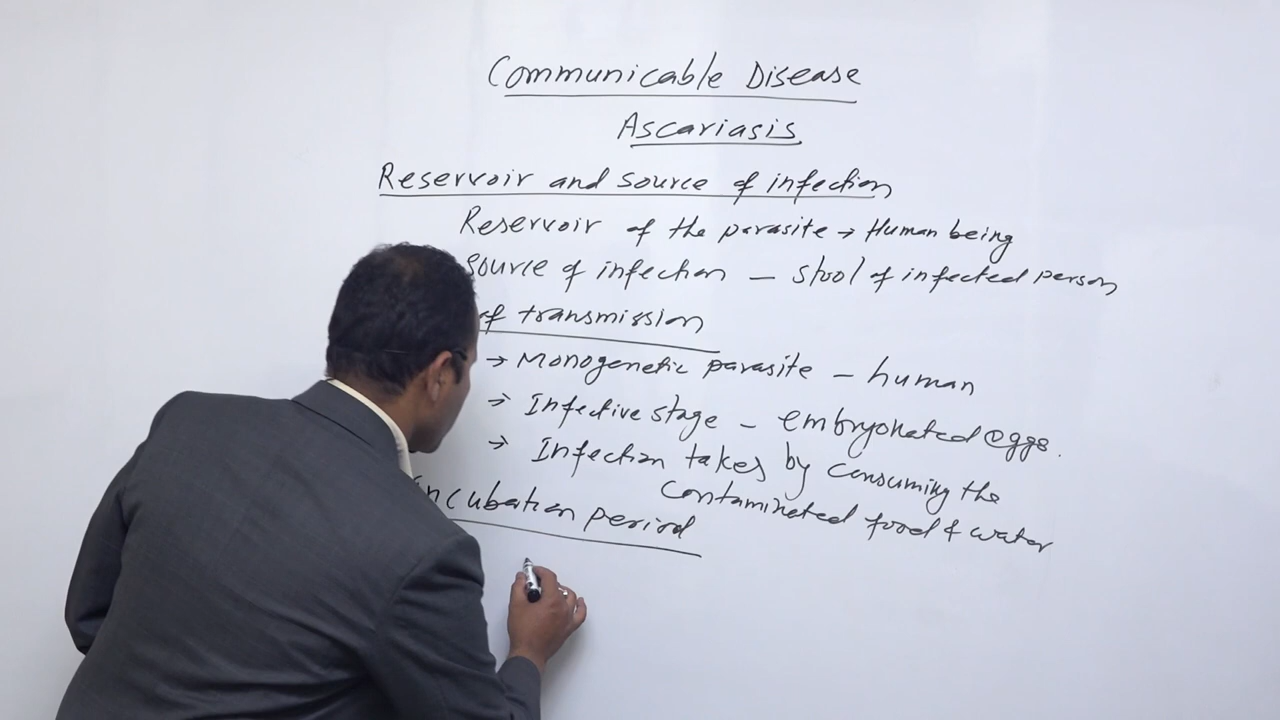 Communicable Disease
Ascariasis
Reservoir and source of infection
Reservoir of the parasite → Human being
Source of infection – stool of infected person
of transmission
→ Monogenetic parasite – human
→ Infective stage – embryonated eggs.
→ Infection takes by consuming the
contaminated food & water
Incubation period